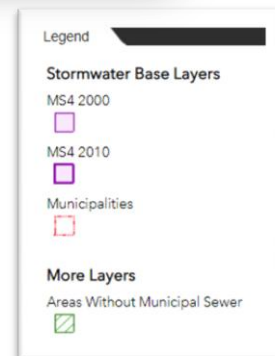 Legend
Stormwater Base Layers
MS4 2000
MS4 2010
Municipalities
More Layers
Areas Without Municipal Sewer